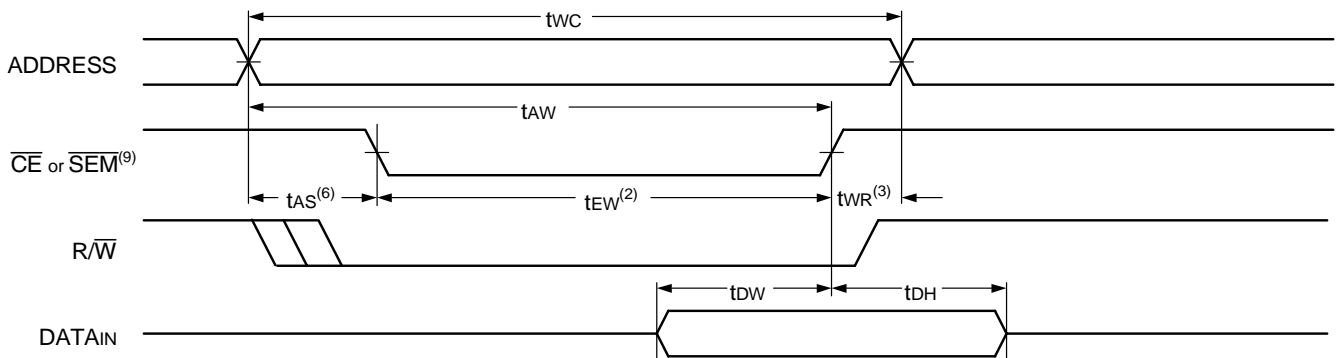 tWC
ADDRESS
tAW
CE or SEM(9)
tAS(6) tEW(2) tWR(3)
R/W
tDW tDH
DATAIN